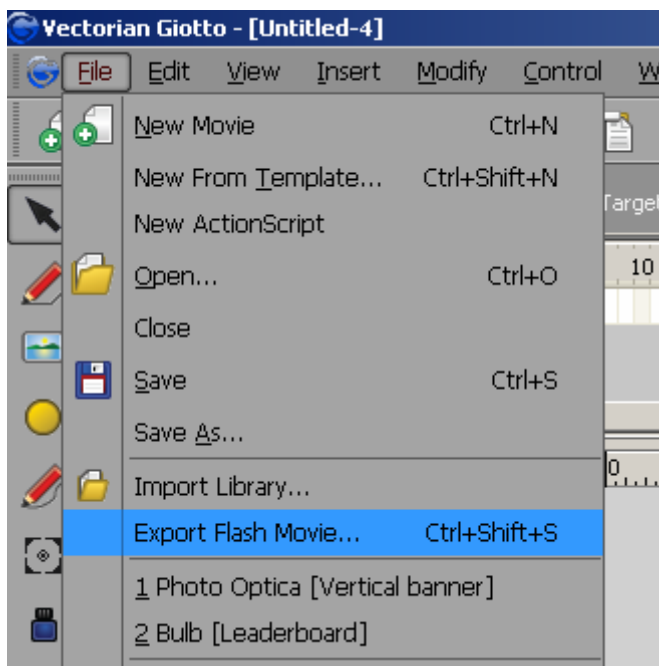 Vectorian Giotto - [Untitled-4]
File Edit View Insert Modify Control
New Movie Ctrl+N
New From Template... Ctrl+Shift+N
New ActionScript
Open... Ctrl+O
Close
Save Ctrl+S
Save As...
Import Library...
Export Flash Movie... Ctrl+Shift+S
1 Photo Optica [Vertical banner]
2 Bulb [Leaderboard]
10
0